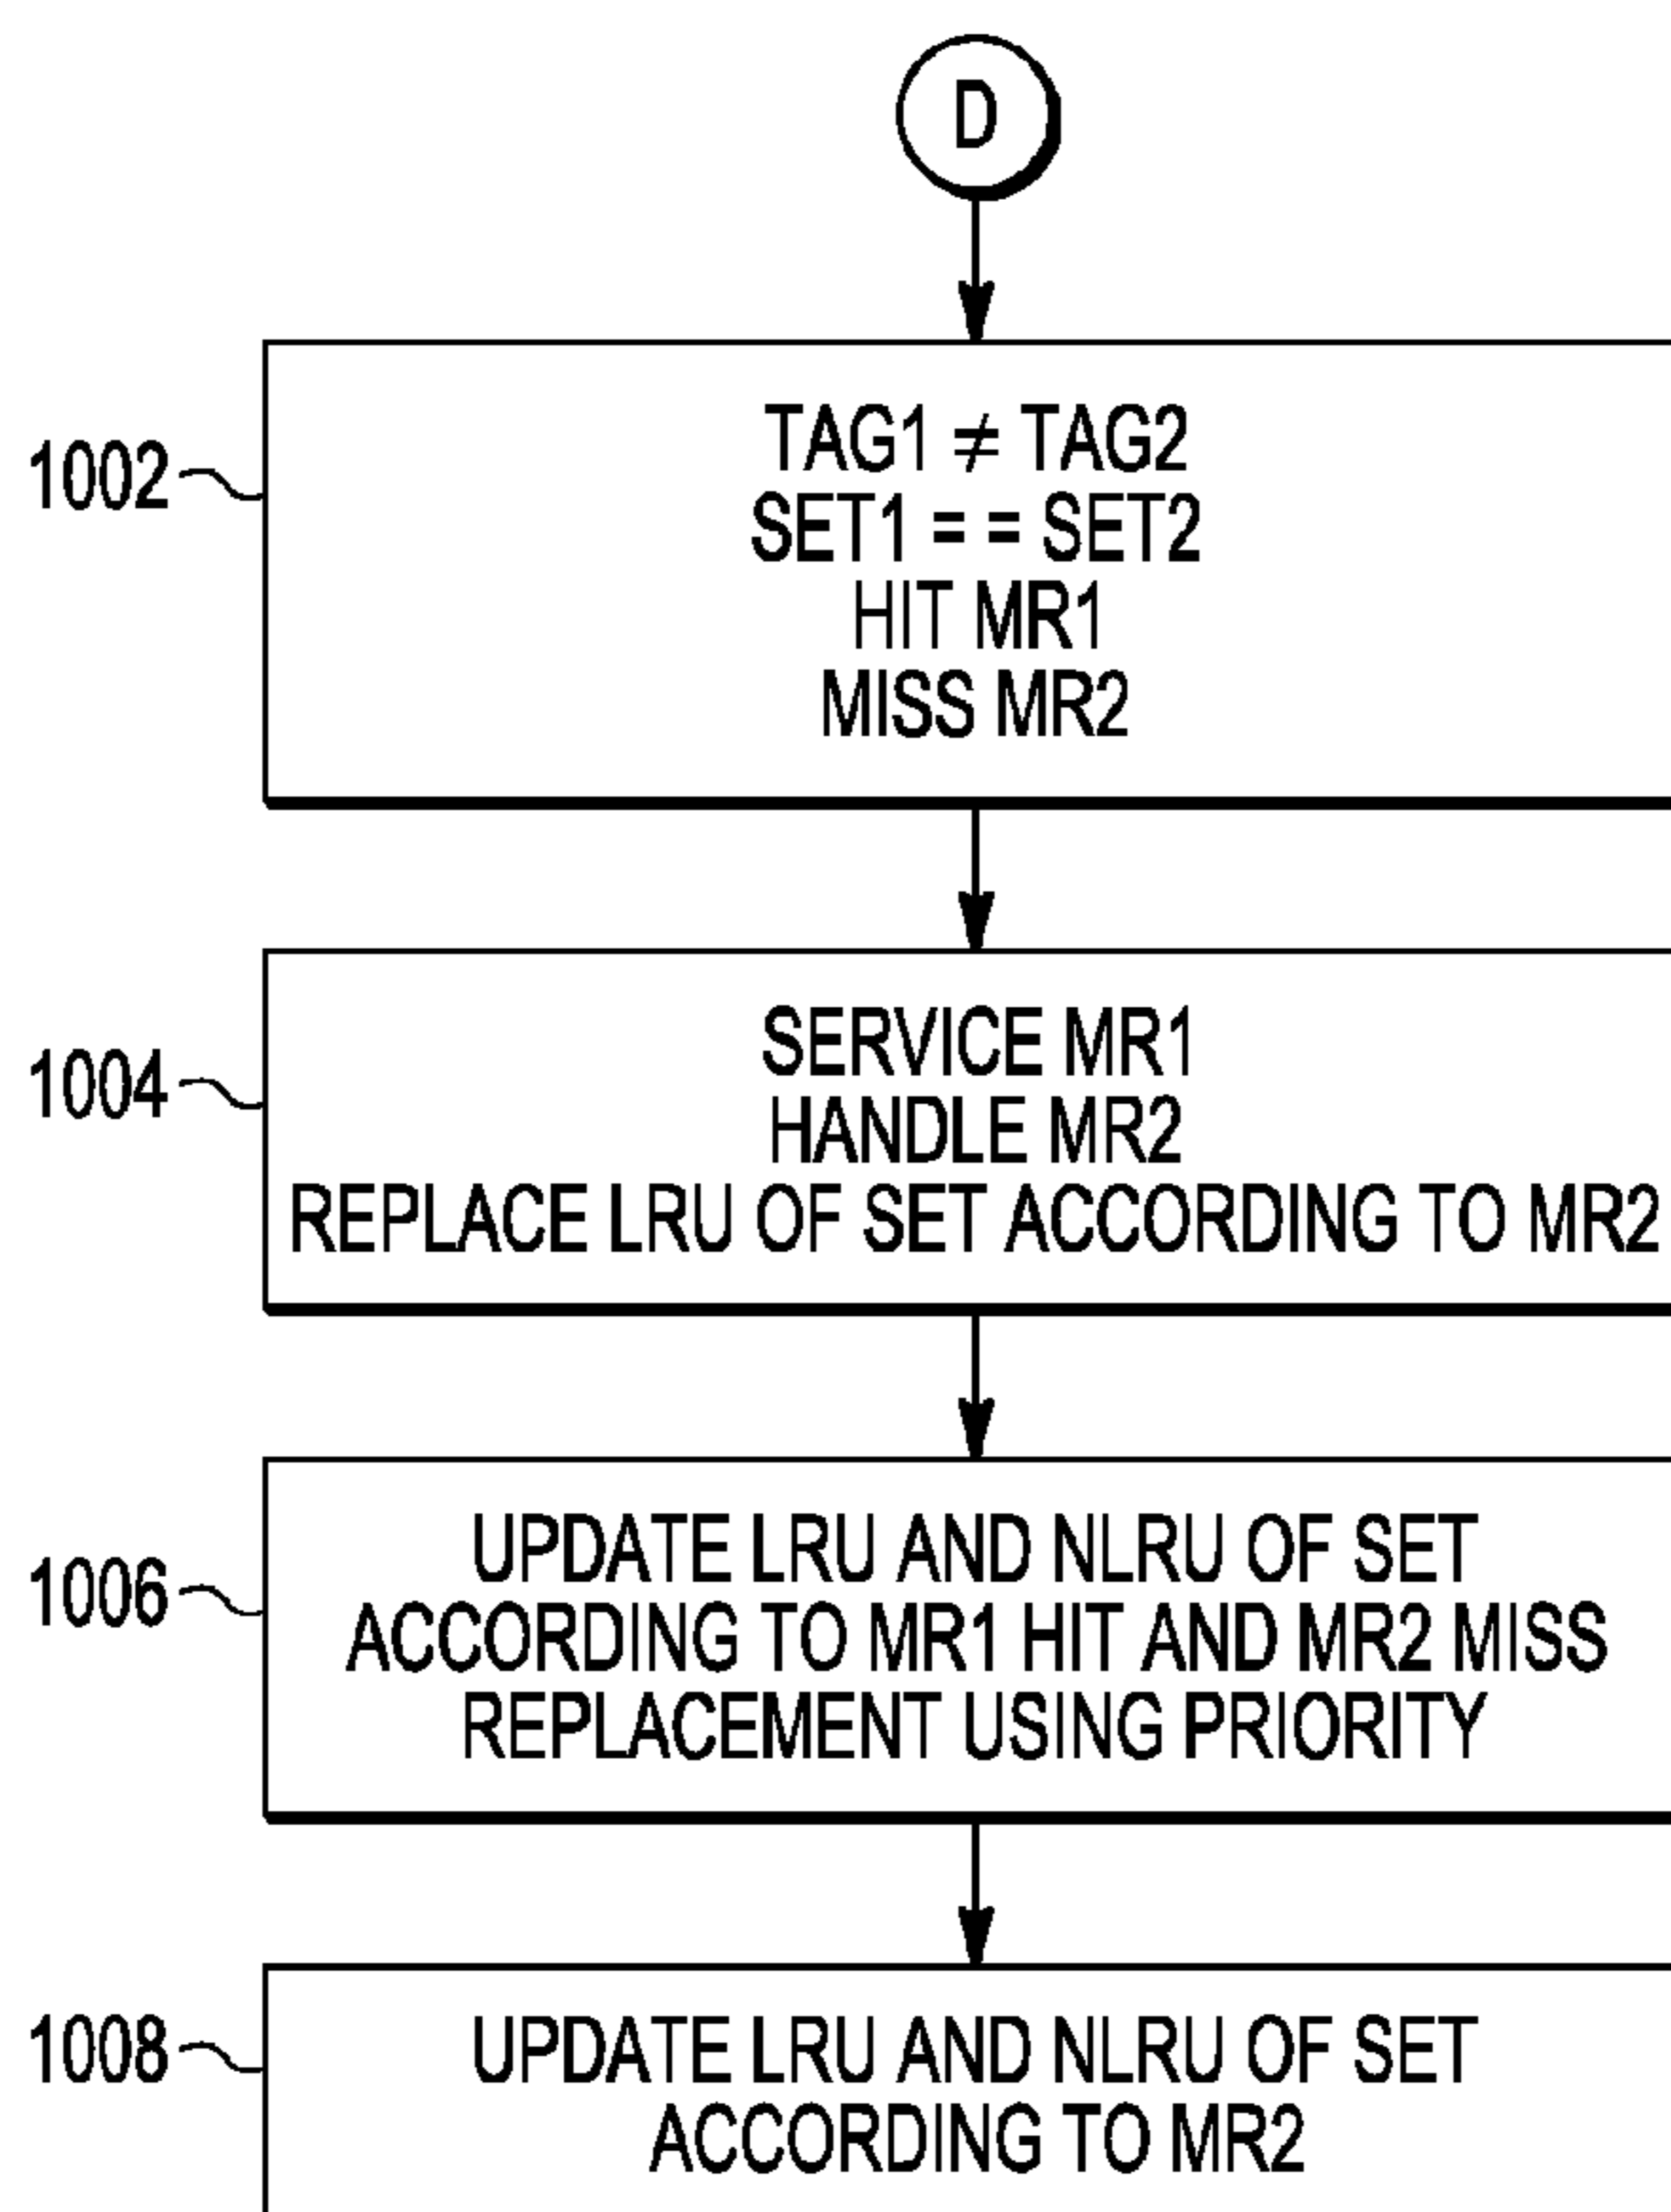 D
1002
TAG1 ≠ TAG2
SET1 == SET2
HIT MR1
MISS MR2
1004
SERVICE MR1
HANDLE MR2
REPLACE LRU OF SET ACCORDING TO MR2
1006
UPDATE LRU AND NLRU OF SET
ACCORDING TO MR1 HIT AND MR2 MISS
REPLACEMENT USING PRIORITY
1008
UPDATE LRU AND NLRU OF SET
ACCORDING TO MR2